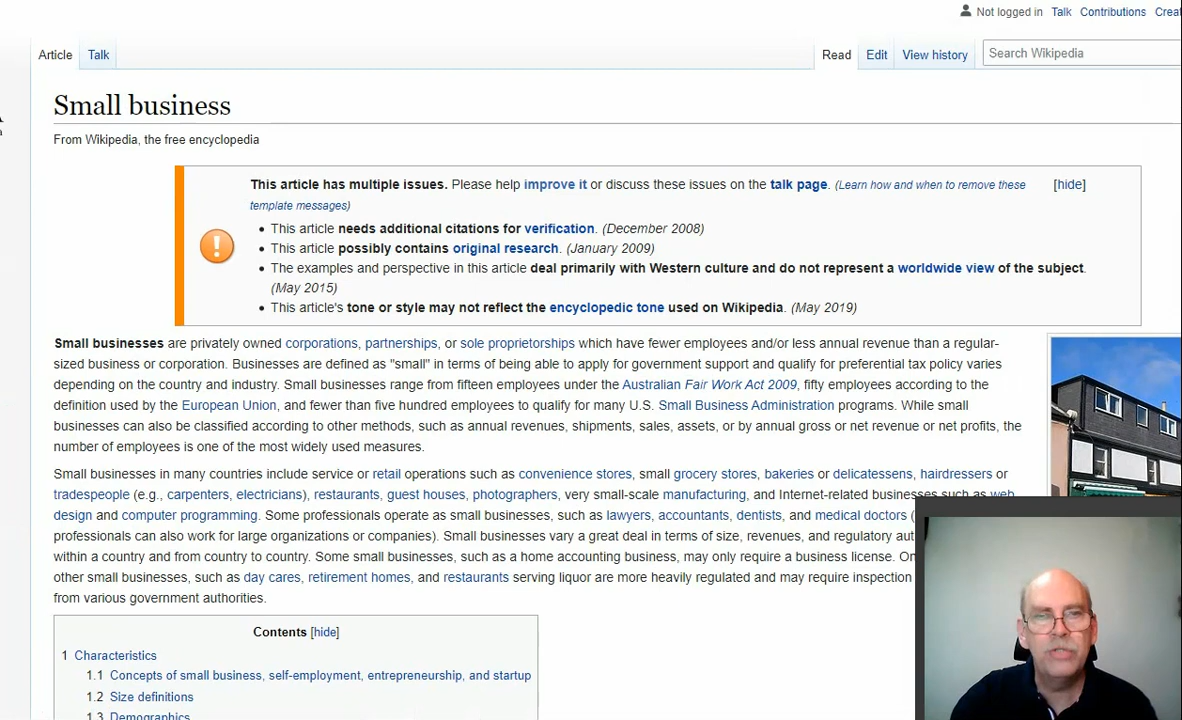 Not logged in Talk Contributions
Article Talk Read Edit View history Search Wikipedia
Small business
From Wikipedia, the free encyclopedia
This article has multiple issues. Please help improve it or discuss these issues on the talk page. (Learn how and when to remove these [hide]
template messages)
• This article needs additional citations for verification. (December 2008)
• This article possibly contains original research. (January 2009)
• The examples and perspective in this article deal primarily with Western culture and do not represent a worldwide view of the subject.
(May 2015)
• This article's tone or style may not reflect the encyclopedic tone used on Wikipedia. (May 2019)
Small businesses are privately owned corporations, partnerships, or sole proprietorships which have fewer employees and/or less annual revenue than a regular-
sized business or corporation. Businesses are defined as "small" in terms of being able to apply for government support and qualify for preferential tax policy varies
depending on the country and industry. Small businesses range from fifteen employees under the Australian Fair Work Act 2009, fifty employees according to the
definition used by the European Union, and fewer than five hundred employees to qualify for many U.S. Small Business Administration programs. While small
businesses can also be classified according to other methods, such as annual revenues, shipments, sales, assets, or by annual gross or net revenue or net profits, the
number of employees is one of the most widely used measures.
Small businesses in many countries include service or retail operations such as convenience stores, small grocery stores, bakeries or delicatessens, hairdressers or
tradespeople (e.g., carpenters, electricians), restaurants, guest houses, photographers, very small-scale manufacturing, and Internet-related businesses such as web
design and computer programming. Some professionals operate as small businesses, such as lawyers, accountants, dentists, and medical doctors (
professionals can also work for large organizations or companies). Small businesses vary a great deal in terms of size, revenues, and regulatory
within a country and from country to country. Some small businesses, such as a home accounting business, may only require a business license.
other small businesses, such as day cares, retirement homes, and restaurants serving liquor are more heavily regulated and may require inspection
from various government authorities.
Contents [hide]
1 Characteristics
1.1 Concepts of small business, self-employment, entrepreneurship, and startup
1.2 Size definitions
1.3 Demographics